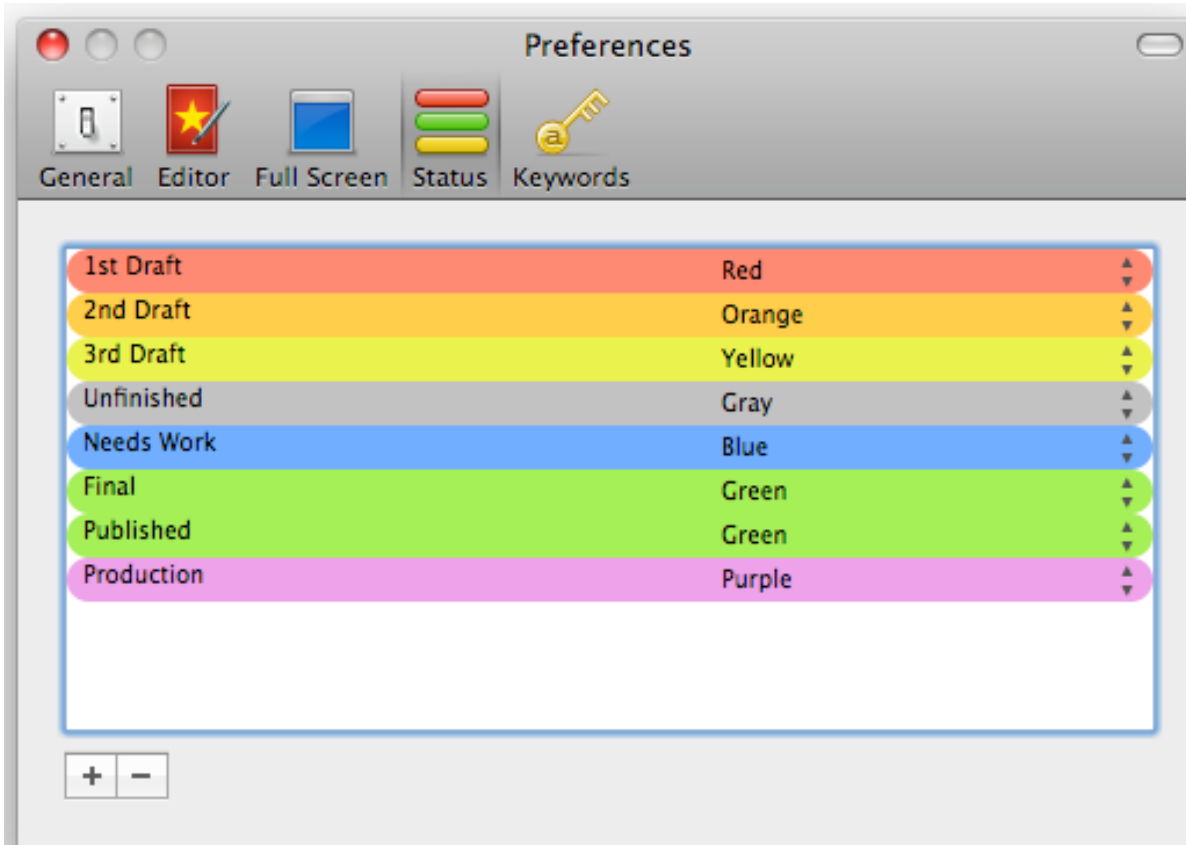 Preferences
a
General Editor Full Screen Status Keywords
1st Draft Red
2nd Draft Orange
3rd Draft Yellow
Unfinished Gray
Needs Work Blue
Final Green
Published Green
Production Purple
+ −